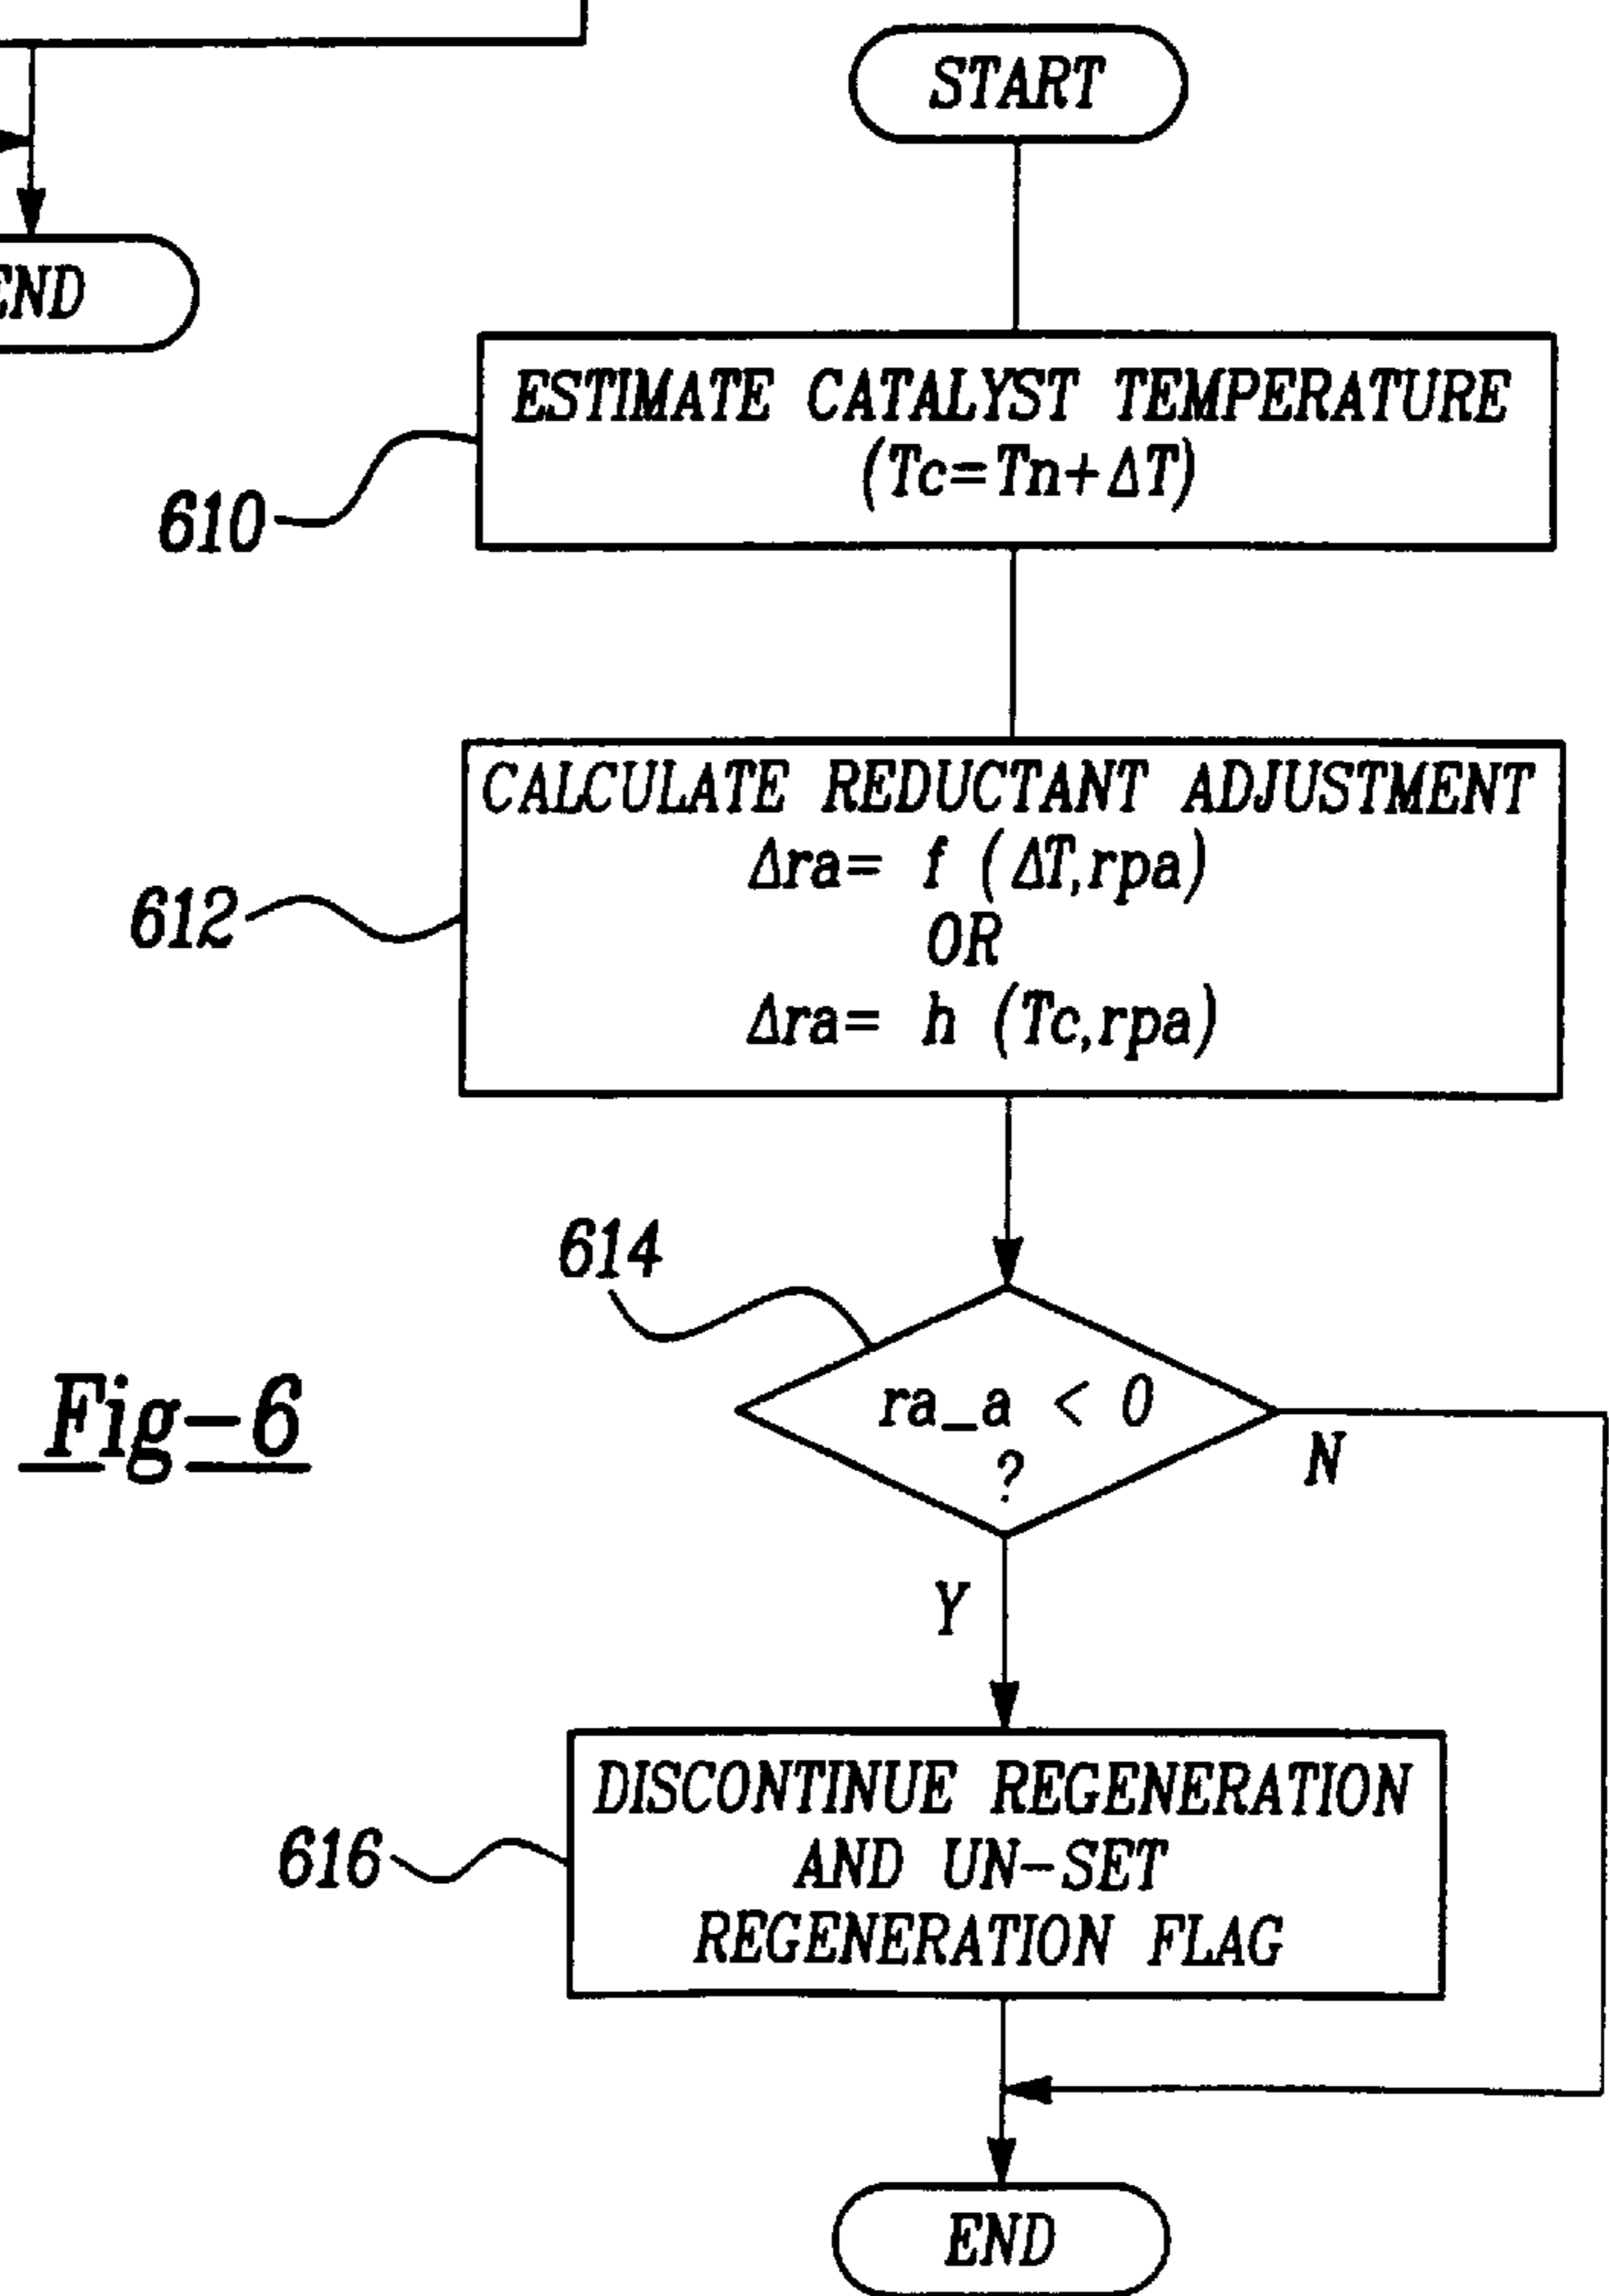 START
ESTIMATE CATALYST TEMPERATURE
(Tc=Tn+ΔT)
610
CALCULATE REDUCTANT ADJUSTMENT
Δra= f (ΔT,rpa)
OR
Δra= h (Tc,rpa)
612
614
ra_a < 0
?
N
Y
Fig-6
DISCONTINUE REGENERATION
AND UN-SET
REGENERATION FLAG
616
END